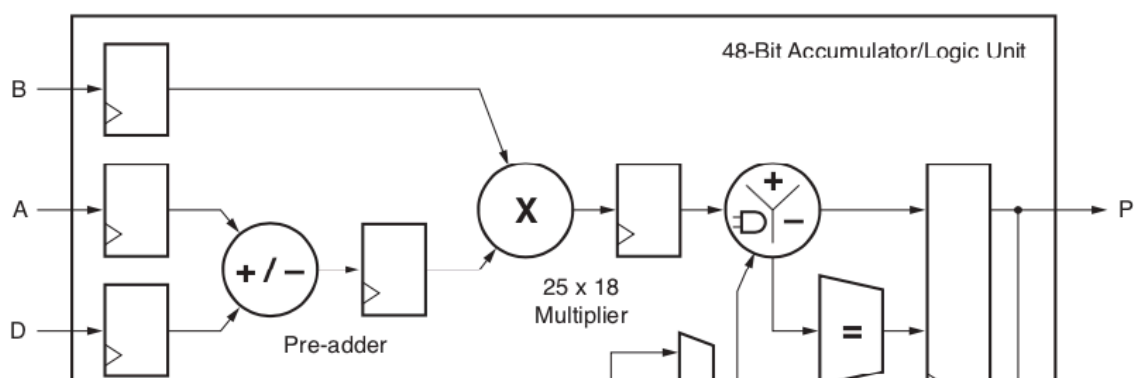 48-Bit Accumulator/Logic Unit
B
A
D
+ / −
Pre-adder
X
25 x 18
Multiplier
+
−
=
P